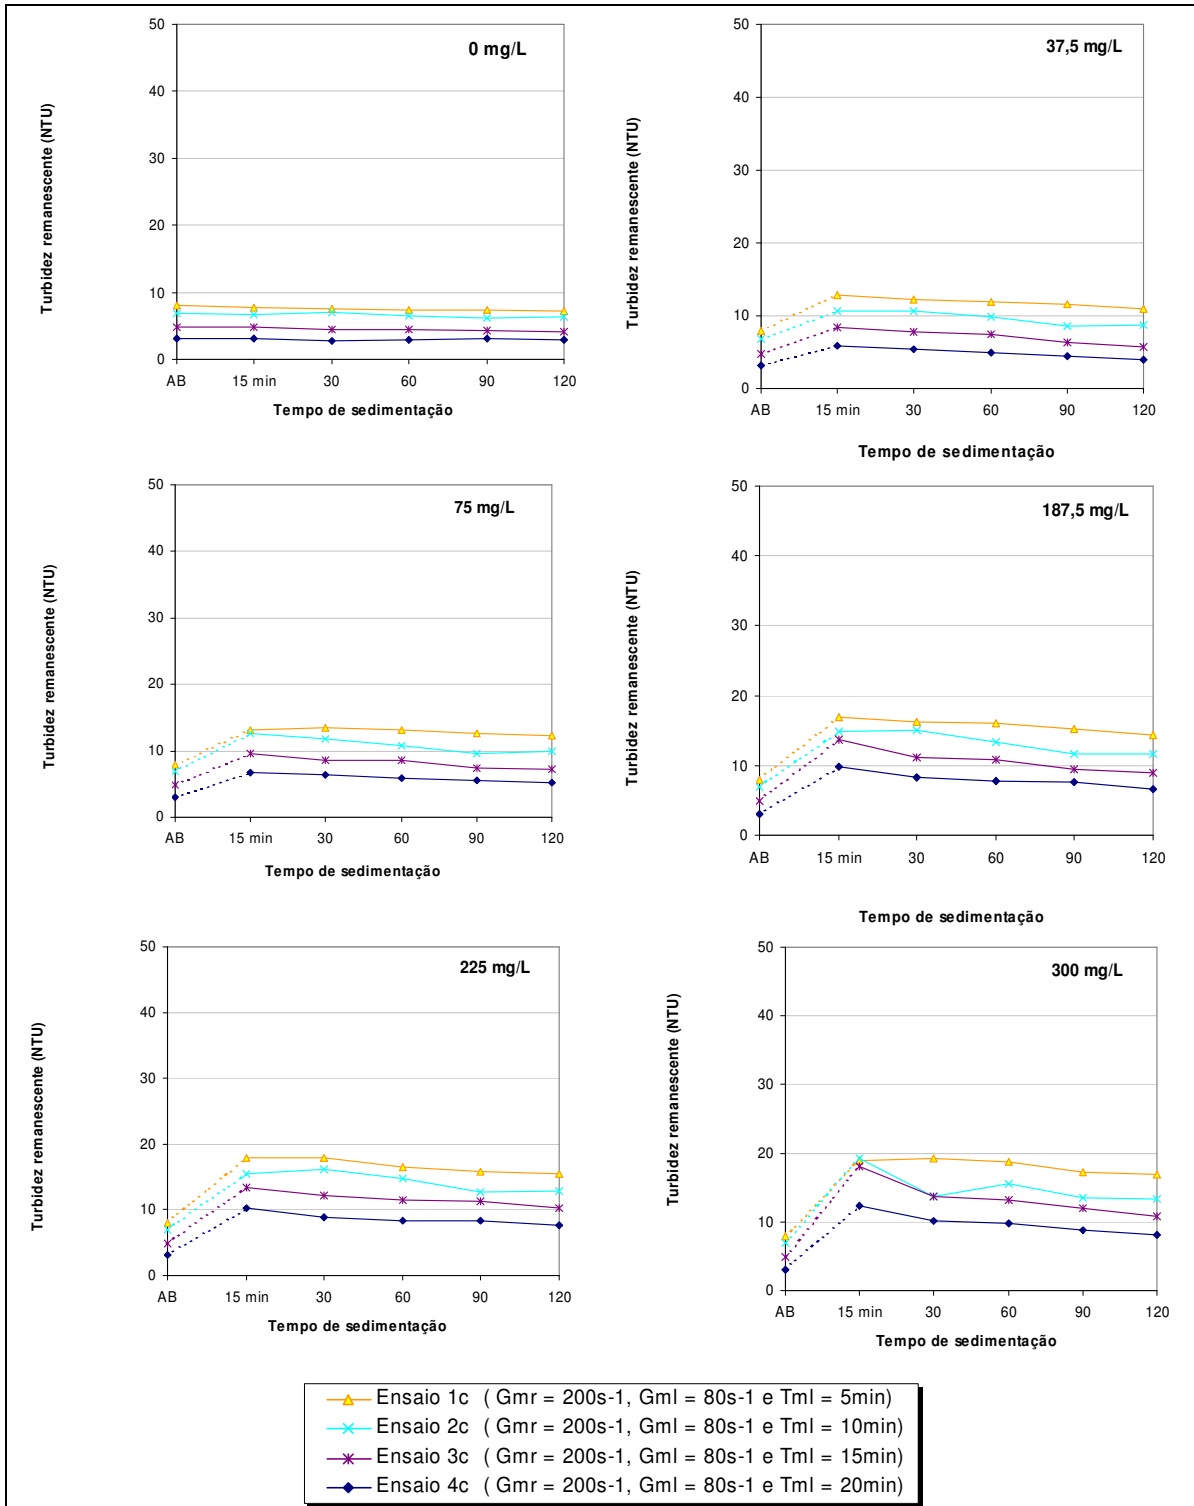 0 mg/L
Turbidez remanescente (NTU)
50
40
30
20
10
0
AB 15 min 30 60 90 120
Tempo de sedimentação
37,5 mg/L
Turbidez remanescente (NTU)
50
40
30
20
10
0
AB 15 min 30 60 90 120
Tempo de sedimentação
75 mg/L
Turbidez remanescente (NTU)
50
40
30
20
10
0
AB 15 min 30 60 90 120
Tempo de sedimentação
187,5 mg/L
Turbidez remanescente (NTU)
50
40
30
20
10
0
AB 15 min 30 60 90 120
Tempo de sedimentação
225 mg/L
Turbidez remanescente (NTU)
50
40
30
20
10
0
AB 15 min 30 60 90 120
Tempo de sedimentação
300 mg/L
Turbidez remanescente (NTU)
50
40
30
20
10
0
AB 15 min 30 60 90 120
Tempo de sedimentação
Ensaio 1c ( Gmr = 200s-1, Gml = 80s-1 e Tml = 5min)
Ensaio 2c ( Gmr = 200s-1, Gml = 80s-1 e Tml = 10min)
Ensaio 3c ( Gmr = 200s-1, Gml = 80s-1 e Tml = 15min)
Ensaio 4c ( Gmr = 200s-1, Gml = 80s-1 e Tml = 20min)